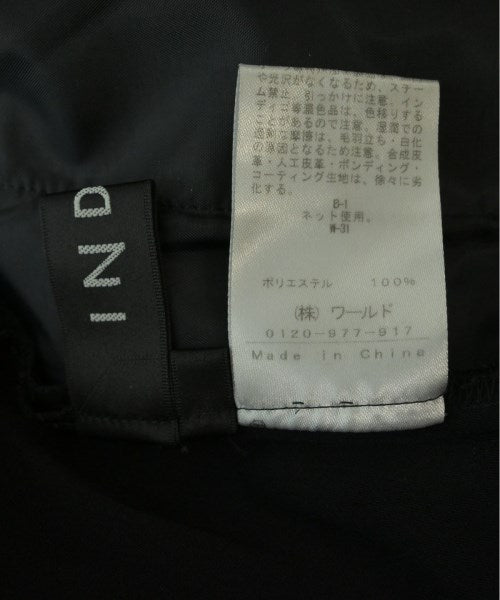 や光沢がなくなるため、スチー
ム禁止。引っかけに注意。イン
ディゴ等濃色品は、色移りする
ことがあるので注意。湿潤での
過剰な摩擦は、毛羽立ち・白化
の原因となるため注意。合成皮
革・人工皮革・ボンディング・
コーティング生地は、徐々に劣
化する。
B-1
ネット使用。
W-31
ポリエステル 100%
(株) ワールド
0120-977-917
Made in China
IND